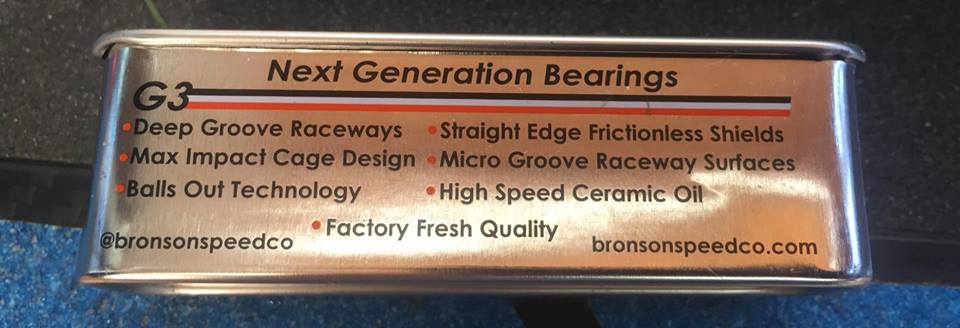 Next Generation Bearings
G3
•Deep Groove Raceways •Straight Edge Frictionless Shields
•Max Impact Cage Design •Micro Groove Raceway Surfaces
•Balls Out Technology •High Speed Ceramic Oil
•Factory Fresh Quality
@bronsonspeedco bronsonspeedco.com